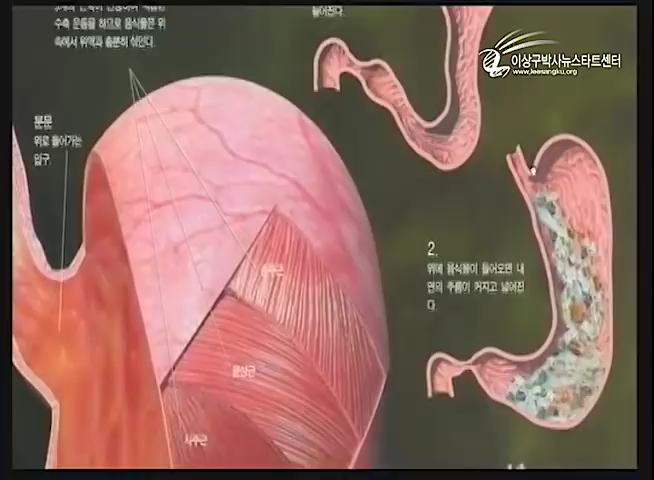 수축 운동을 하므로 음식물은 위
속에서 위액과 충분히 섞인다.
들어진다.
이상구박사뉴스타트센터
www.leesangku.org
분문
위로 들어가는
입구.
2.
위에 음식물이 들어오면 내
면의 주름이 커지고 넓어진
다.
윤상근
사주근